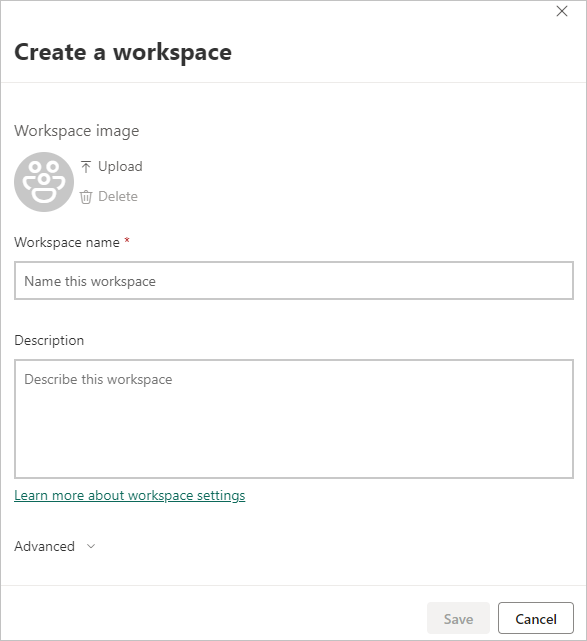 Create a workspace
Workspace image
Upload
Delete
Workspace name *
Name this workspace
Description
Describe this workspace
Learn more about workspace settings
Advanced
Save
Cancel